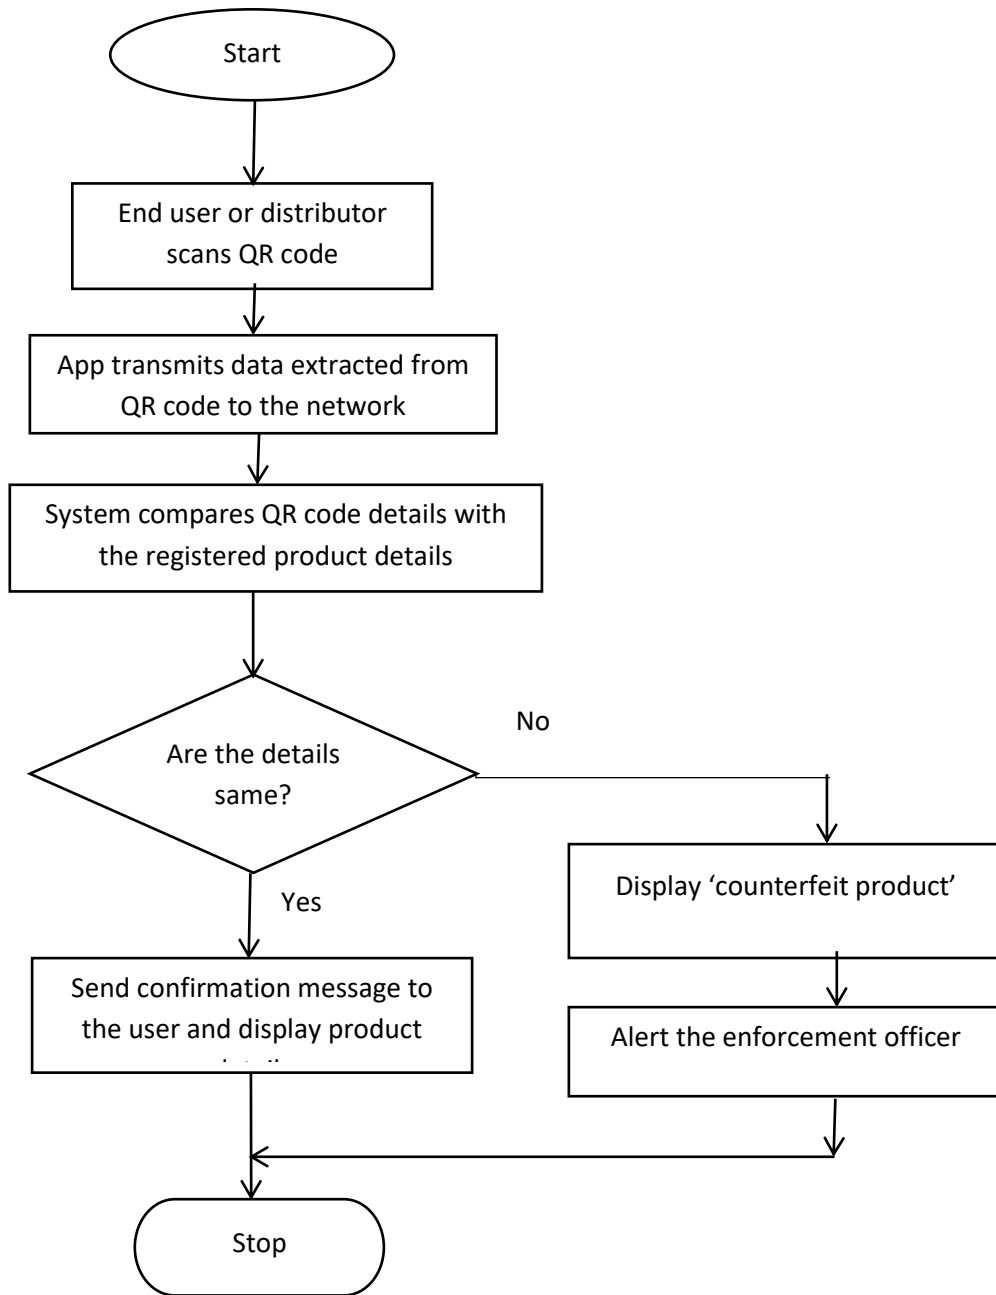 Start
End user or distributor
scans QR code
App transmits data extracted from
QR code to the network
System compares QR code details with
the registered product details
Are the details
same?
No
Yes
Display ‘counterfeit product’
Send confirmation message to
the user and display product
Alert the enforcement officer
Stop